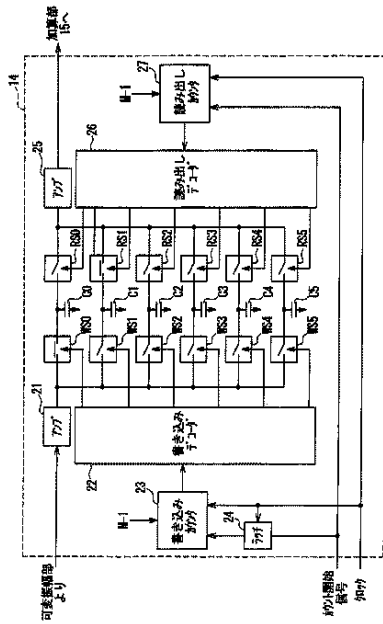 14
可変振幅部
より
21
アンプ
25
アンプ
加算部
15へ
22
書き込み
デコーダ
WS0
WS1
WS2
WS3
WS4
WS5
C0
C1
C2
C3
C4
C5
RS0
RS1
RS2
RS3
RS4
RS5
26
読み出し
デコーダ
M-1
23
書き込み
カウンタ
M-1
27
読み出し
カウンタ
24
ラッチ
カウント開始
信号
クロック